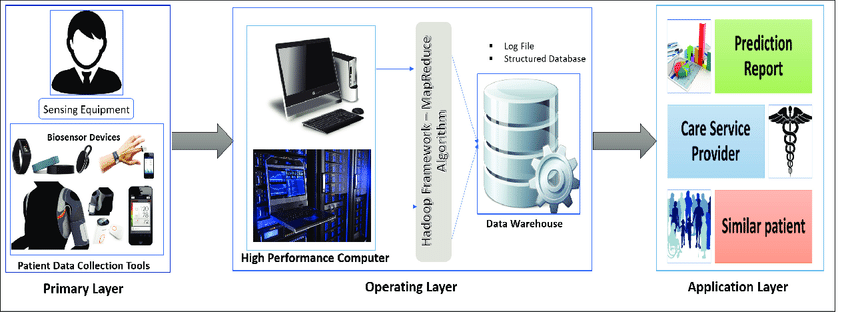 Sensing Equipment
Biosensor Devices
Patient Data Collection Tools
Primary Layer
High Performance Computer
Hadoop Framework – MapReduce
Algorithm
Log File
Structured Database
Data Warehouse
Operating Layer
Prediction
Report
Care Service
Provider
Similar patient
Application Layer